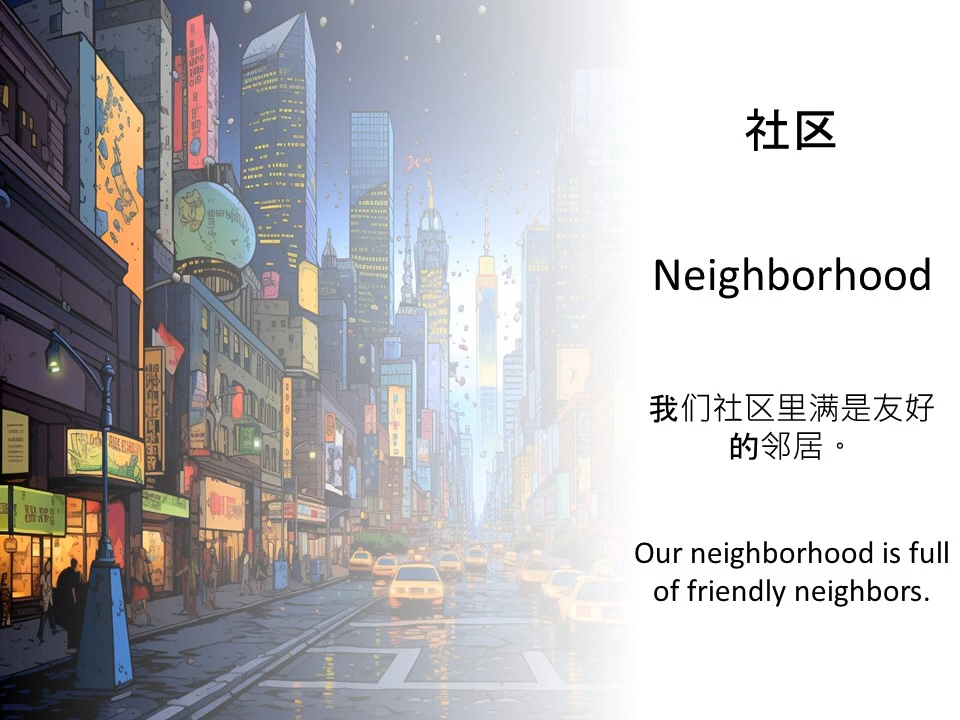 社区
Neighborhood
我们社区里满是友好
的邻居。
Our neighborhood is full
of friendly neighbors.